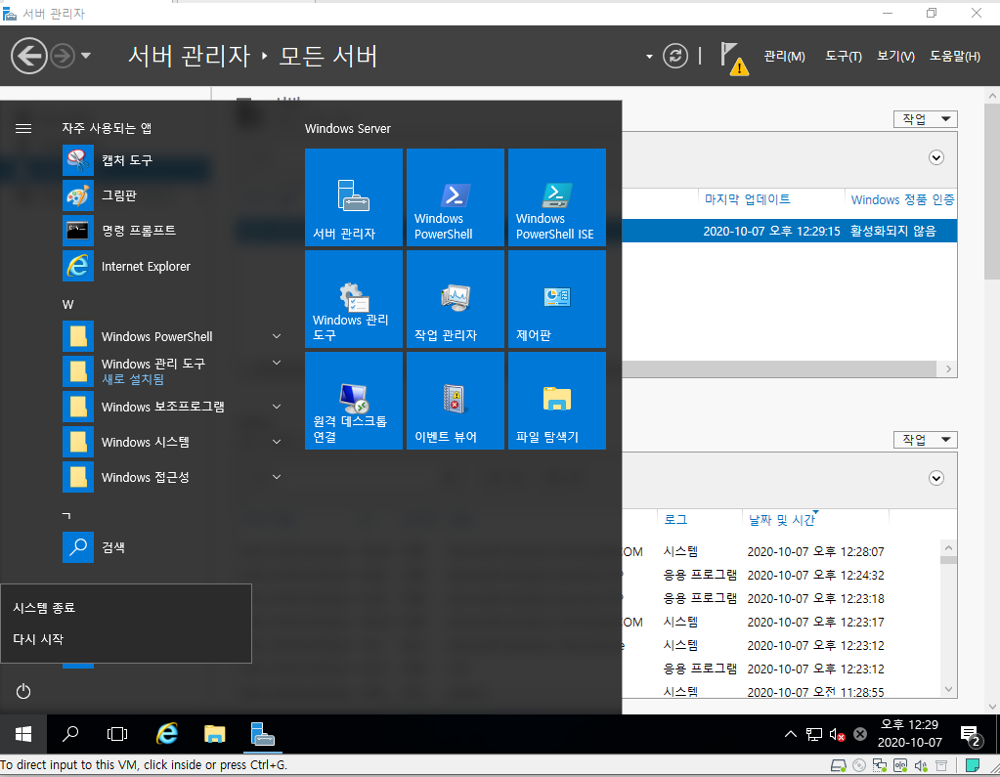 서버 관리자
서버 관리자 ‣ 모든 서버
관리(M) 도구(T) 보기(V) 도움말(H)
작업
마지막 업데이트 Windows 정품 인증
2020-10-07 오후 12:29:15 활성화되지 않음
자주 사용되는 앱
캡처 도구
그림판
명령 프롬프트
Internet Explorer
W
Windows PowerShell
Windows 관리 도구
새로 설치됨
Windows 보조프로그램
Windows 시스템
Windows 접근성
ㄱ
검색
시스템 종료
다시 시작
Windows Server
서버 관리자
Windows
PowerShell
Windows
PowerShell ISE
Windows 관리
도구
작업 관리자
제어판
원격 데스크톱
연결
이벤트 뷰어
파일 탐색기
작업
로그 날짜 및 시간
COM 시스템 2020-10-07 오후 12:28:07
응용 프로그램 2020-10-07 오후 12:24:32
응용 프로그램 2020-10-07 오후 12:23:18
COM 시스템 2020-10-07 오후 12:23:17
시스템 2020-10-07 오후 12:23:12
응용 프로그램 2020-10-07 오후 12:23:12
시스템 2020-10-07 오전 11:28:55
오후 12:29
2020-10-07
2
To direct input to this VM, click inside or press Ctrl+G.